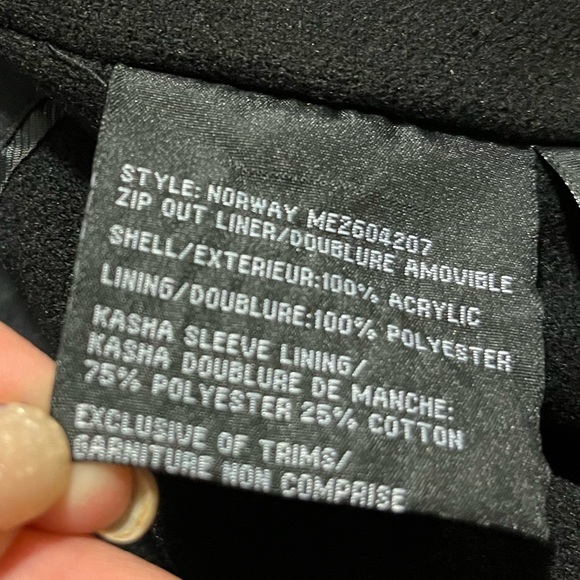 STYLE: NORWAY ME2604207
ZIP OUT LINER/DOUBLURE AMOVIBLE
SHELL/EXTERIEUR:100% ACRYLIC
LINING/DOUBLURE:100% POLYESTER
KASHA SLEEVE LINING/
KASHA DOUBLURE DE MANCHE:
75% POLYESTER 25% COTTON
EXCLUSIVE OF TRIMS/
GARNITURE NON COMPRISE